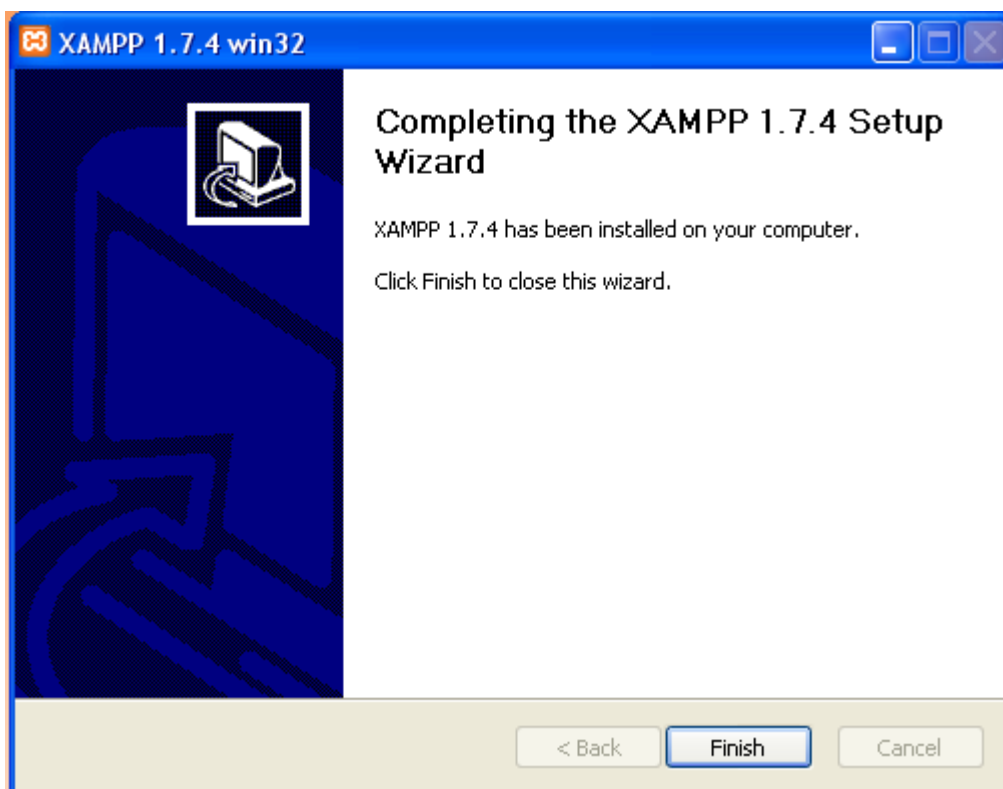 XAMPP 1.7.4 win32
Completing the XAMPP 1.7.4 Setup
Wizard
XAMPP 1.7.4 has been installed on your computer.
Click Finish to close this wizard.
< Back
Finish
Cancel